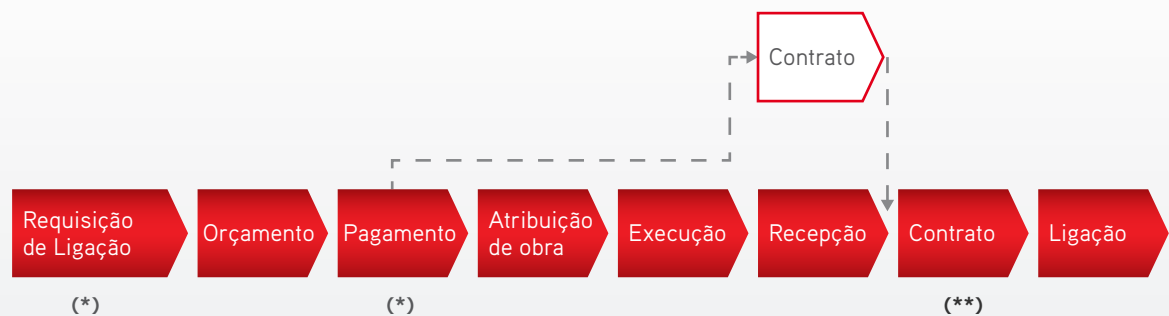 Contrato
Requisição
de Ligação
Orçamento
Pagamento
Atribuição
de obra
Execução
Recepção
Contrato
Ligação
(*)
(*)
(**)